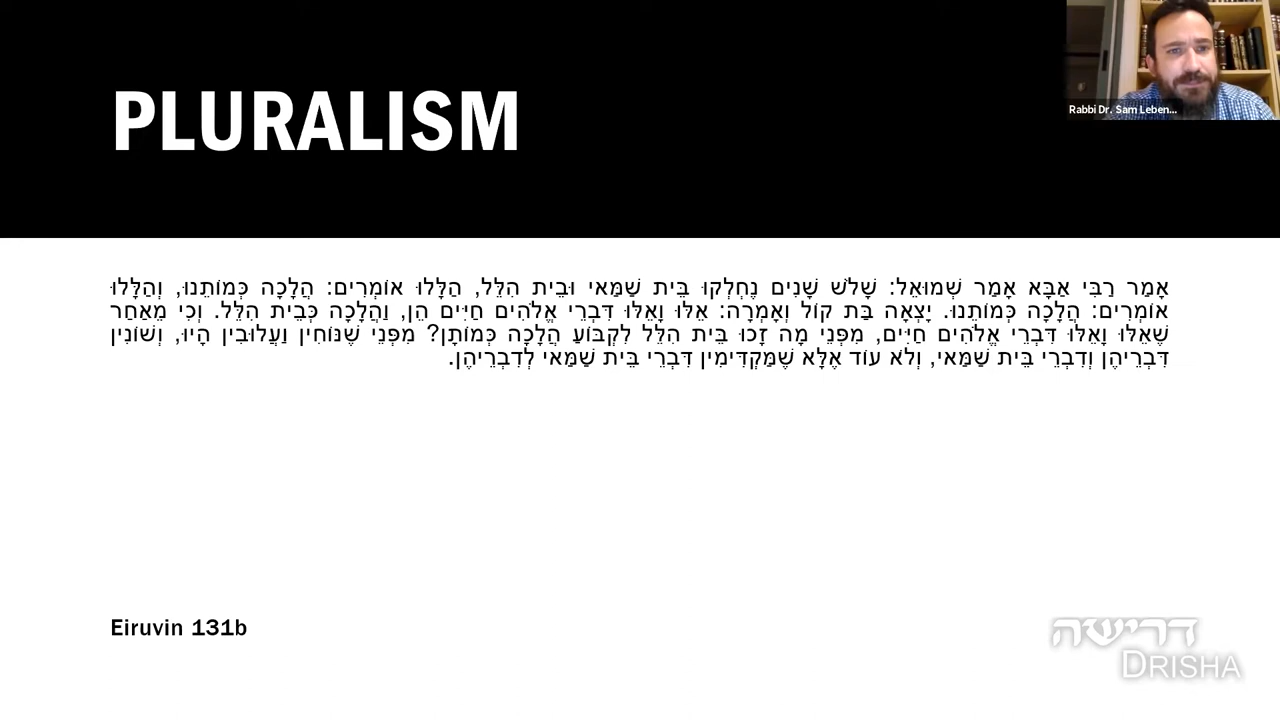 PLURALISM
Rabbi Dr. Sam Leben...
אָמַר רַבִּי אַבָּא אָמַר שְׁמוּאֵל: שָׁלֹשׁ שָׁנִים נֶחְלְקוּ בֵּית שַׁמַּאי וּבֵית הִלֵּל, הַלָּלוּ אוֹמְרִים: הֲלָכָה כְּמוֹתֵנוּ, וְהַלָּלוּ
אוֹמְרִים: הֲלָכָה כְּמוֹתֵנוּ. יָצְאָה בַּת קוֹל וְאָמְרָה: אֵלּוּ וָאֵלּוּ דִּבְרֵי אֱלֹהִים חַיִּים הֵן, וַהֲלָכָה כְּבֵית הִלֵּל. וְכִי מֵאַחַר
שֶׁאֵלּוּ וָאֵלּוּ דִּבְרֵי אֱלֹהִים חַיִּים, מִפְּנֵי מָה זָכוּ בֵּית הִלֵּל לִקְבּוֹעַ הֲלָכָה כְּמוֹתָן? מִפְּנֵי שֶׁנּוֹחִין וַעֲלוּבִין הָיוּ, וְשׁוֹנִין
דִּבְרֵיהֶן וְדִבְרֵי בֵּית שַׁמַּאי, וְלֹא עוֹד אֶלָּא שֶׁמַּקְדִּימִין דִּבְרֵי בֵּית שַׁמַּאי לְדִבְרֵיהֶן.
Eiruvin 131b
דרישה
DRISHA